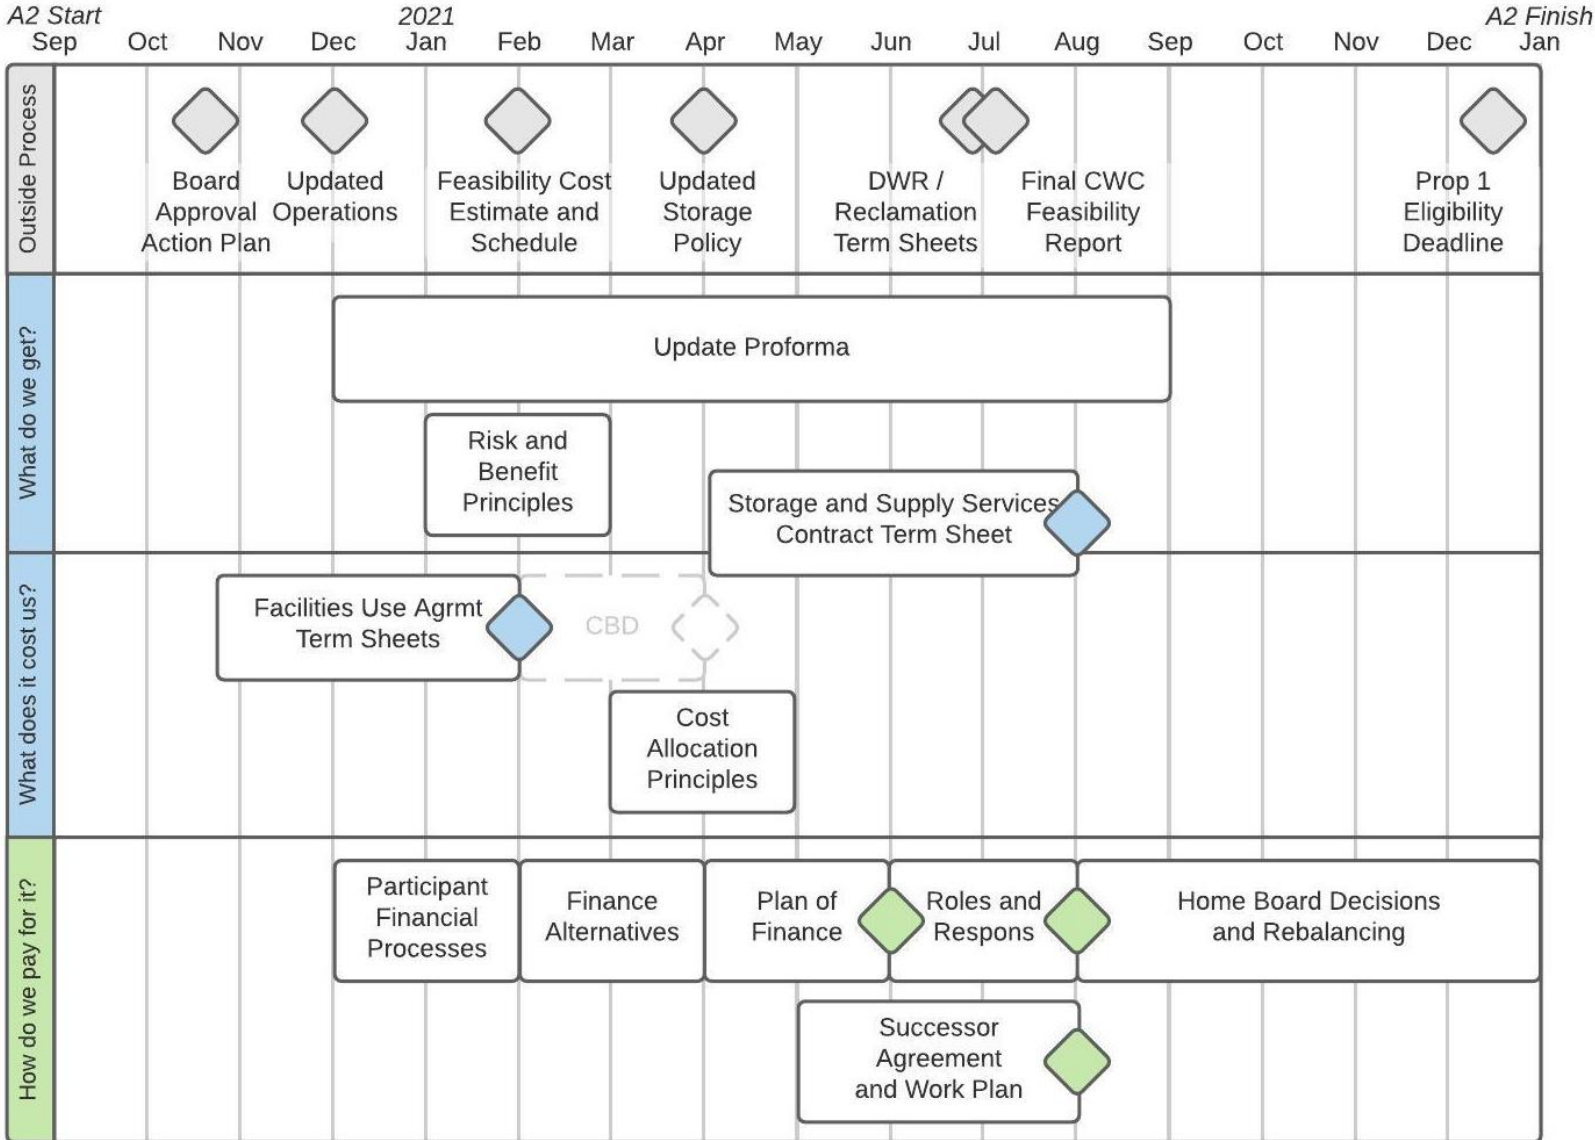 A2 Start
2021
A2 Finish
Sep Oct Nov Dec Jan Feb Mar Apr May Jun Jul Aug Sep Oct Nov Dec Jan
Outside Process
Board
Approval
Action Plan
Updated
Operations
Feasibility Cost
Estimate and
Schedule
Updated
Storage
Policy
DWR /
Reclamation
Term Sheets
Final CWC
Feasibility
Report
Prop 1
Eligibility
Deadline
What do we get?
Update Proforma
Risk and
Benefit
Principles
Storage and Supply Services
Contract Term Sheet
What does it cost us?
Facilities Use Agrmt
Term Sheets
CBD
Cost
Allocation
Principles
How do we pay for it?
Participant
Financial
Processes
Finance
Alternatives
Plan of
Finance
Roles and
Respons
Home Board Decisions
and Rebalancing
Successor
Agreement
and Work Plan